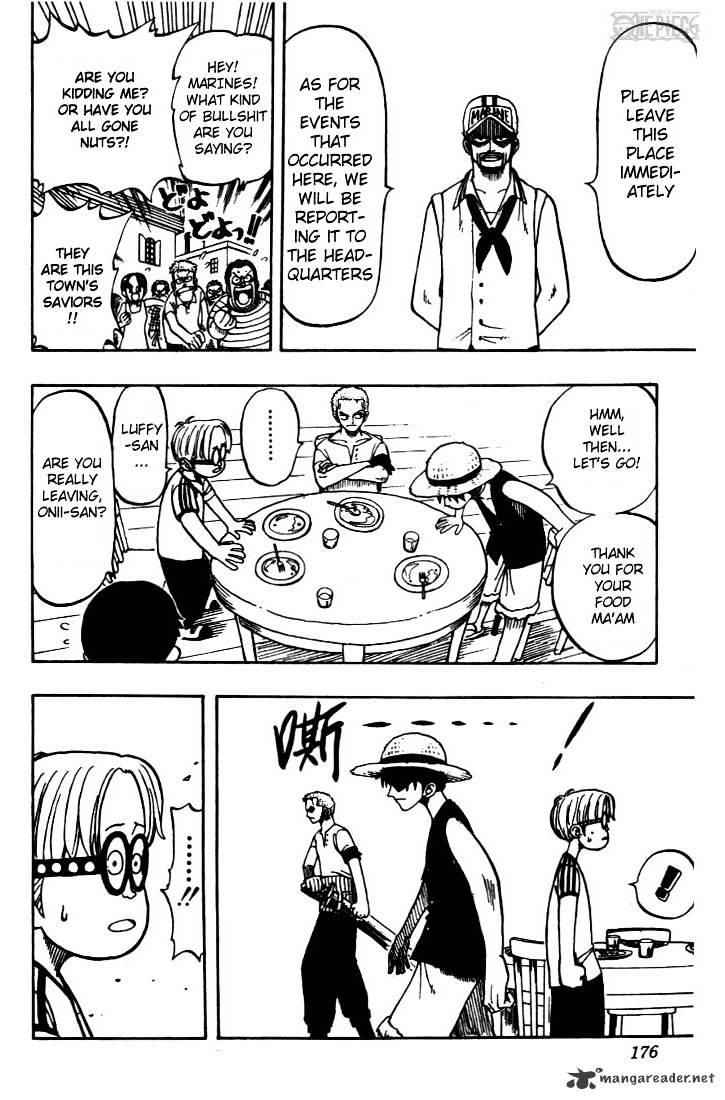 ONE PIECE
PLEASE
LEAVE
THIS
PLACE
IMMEDI-
ATELY
MARINE
AS FOR
THE
EVENTS
THAT
OCCURRED
HERE, WE
WILL BE
REPORT-
ING IT TO
THE HEAD-
QUARTERS
HEY!
MARINES!
WHAT KIND
OF BULLSHIT
ARE YOU
SAYING?
ARE YOU
KIDDING ME?
OR HAVE YOU
ALL GONE
NUTS?!
どよ
どよっ!!
THEY
ARE THIS
TOWN'S
SAVIORS
!!
HMM,
WELL
THEN...
LET'S GO!
THANK
YOU FOR
YOUR
FOOD
MA'AM
........
LUFFY
-SAN
...
ARE YOU
REALLY
LEAVING,
ONII-SAN?
!
嘶
......!!
176
mangareader.net